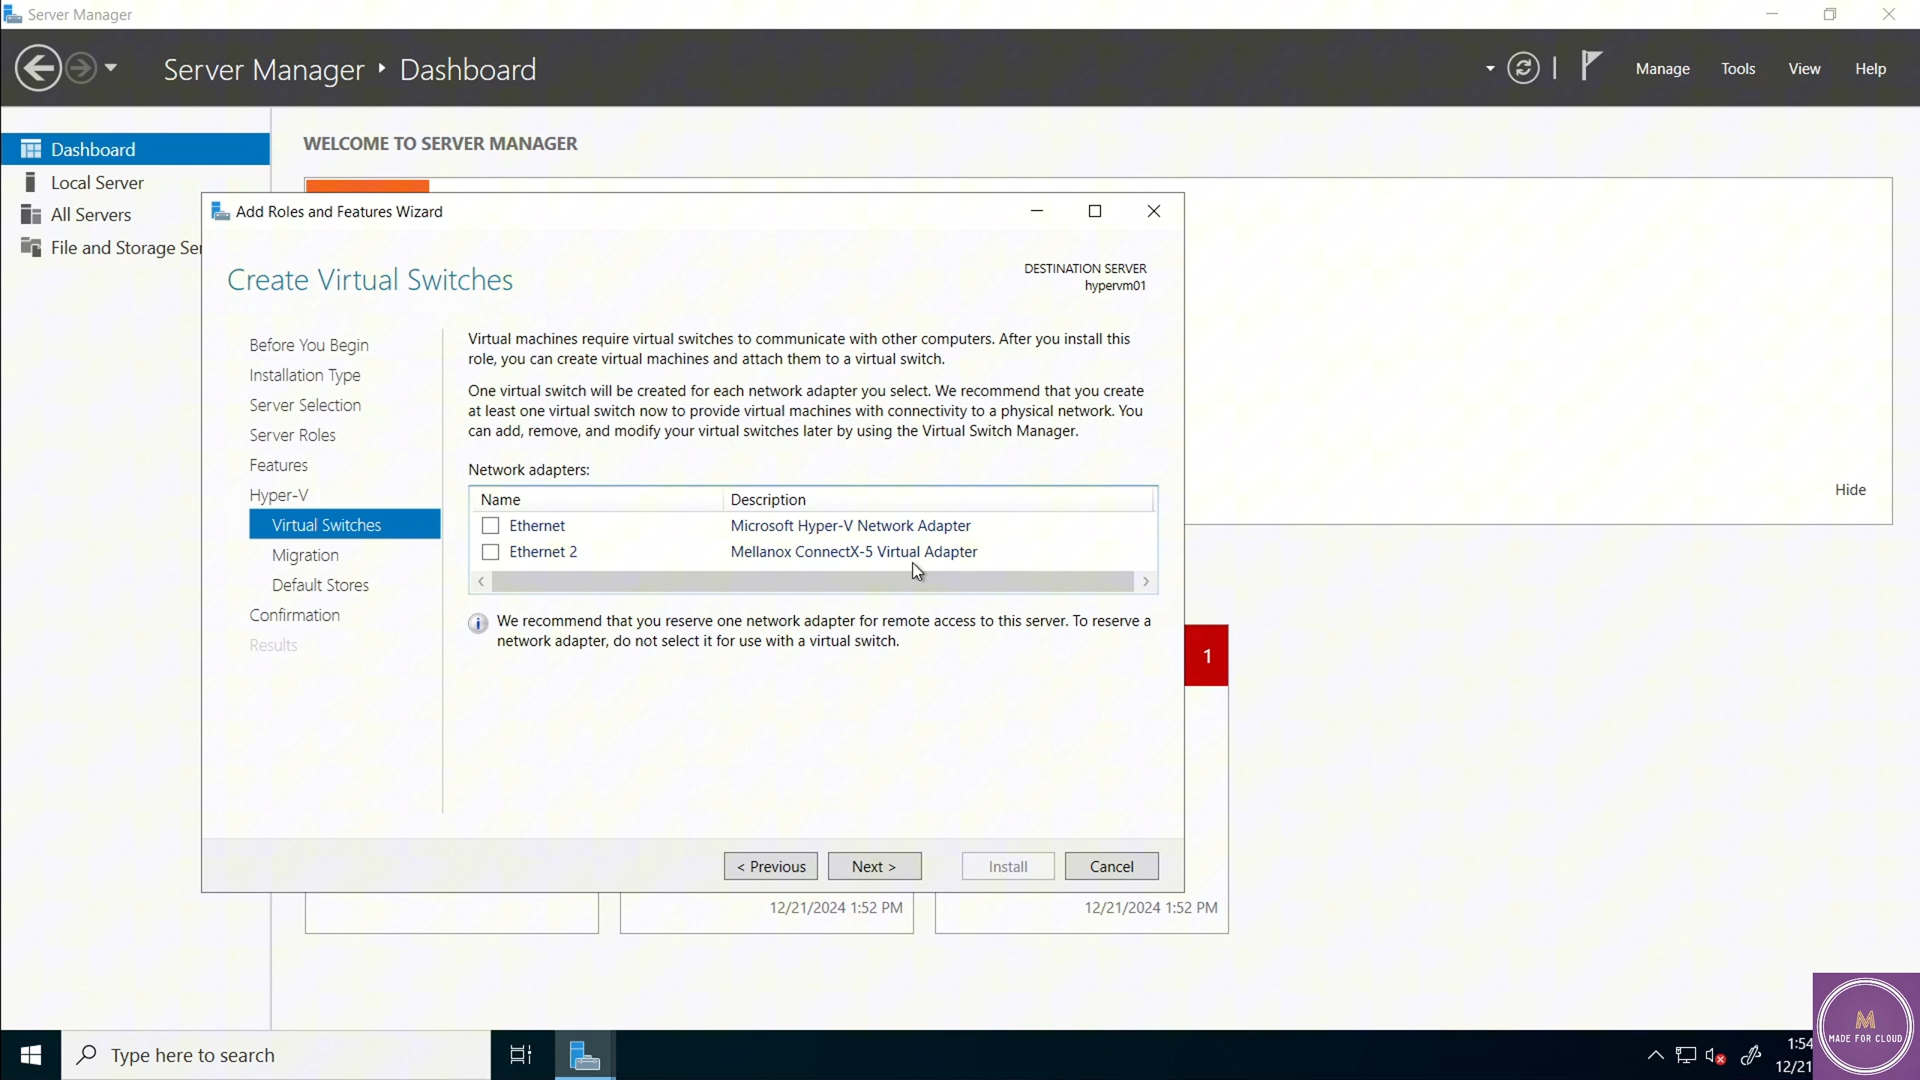 Server Manager
Server Manager ‣ Dashboard
Manage Tools View Help
Dashboard
Local Server
All Servers
File and Storage Ser
WELCOME TO SERVER MANAGER
Hide
Add Roles and Features Wizard
Create Virtual Switches
DESTINATION SERVER
hypervm01
Before You Begin
Installation Type
Server Selection
Server Roles
Features
Hyper-V
Virtual Switches
Migration
Default Stores
Confirmation
Results
Virtual machines require virtual switches to communicate with other computers. After you install this
role, you can create virtual machines and attach them to a virtual switch.
One virtual switch will be created for each network adapter you select. We recommend that you create
at least one virtual switch now to provide virtual machines with connectivity to a physical network. You
can add, remove, and modify your virtual switches later by using the Virtual Switch Manager.
Network adapters:
Name Description
Ethernet Microsoft Hyper-V Network Adapter
Ethernet 2 Mellanox ConnectX-5 Virtual Adapter
We recommend that you reserve one network adapter for remote access to this server. To reserve a
network adapter, do not select it for use with a virtual switch.
1
< Previous Next > Install Cancel
12/21/2024 1:52 PM 12/21/2024 1:52 PM
Type here to search
1:54
12/21
M
MADE FOR CLOUD